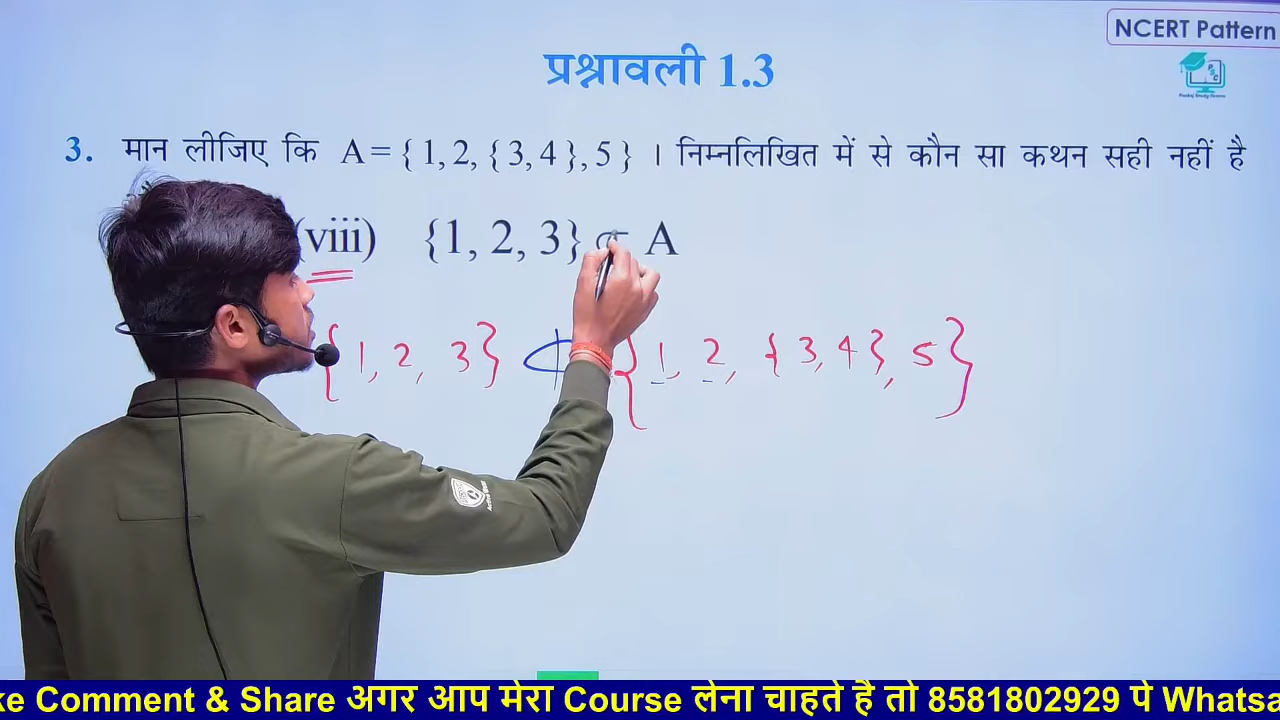 NCERT Pattern
प्रश्नावली 1.3
3. मान लीजिए कि A = { 1, 2, { 3, 4 }, 5 } । निम्नलिखित में से कौन सा कथन सही नहीं है
(viii) {1, 2, 3} ⊂ A
{1, 2, 3} ⊄ {1, 2, {3, 4}, 5}
ke Comment & Share अगर आप मेरा Course लेना चाहते है तो 8581802929 पे Whatsa